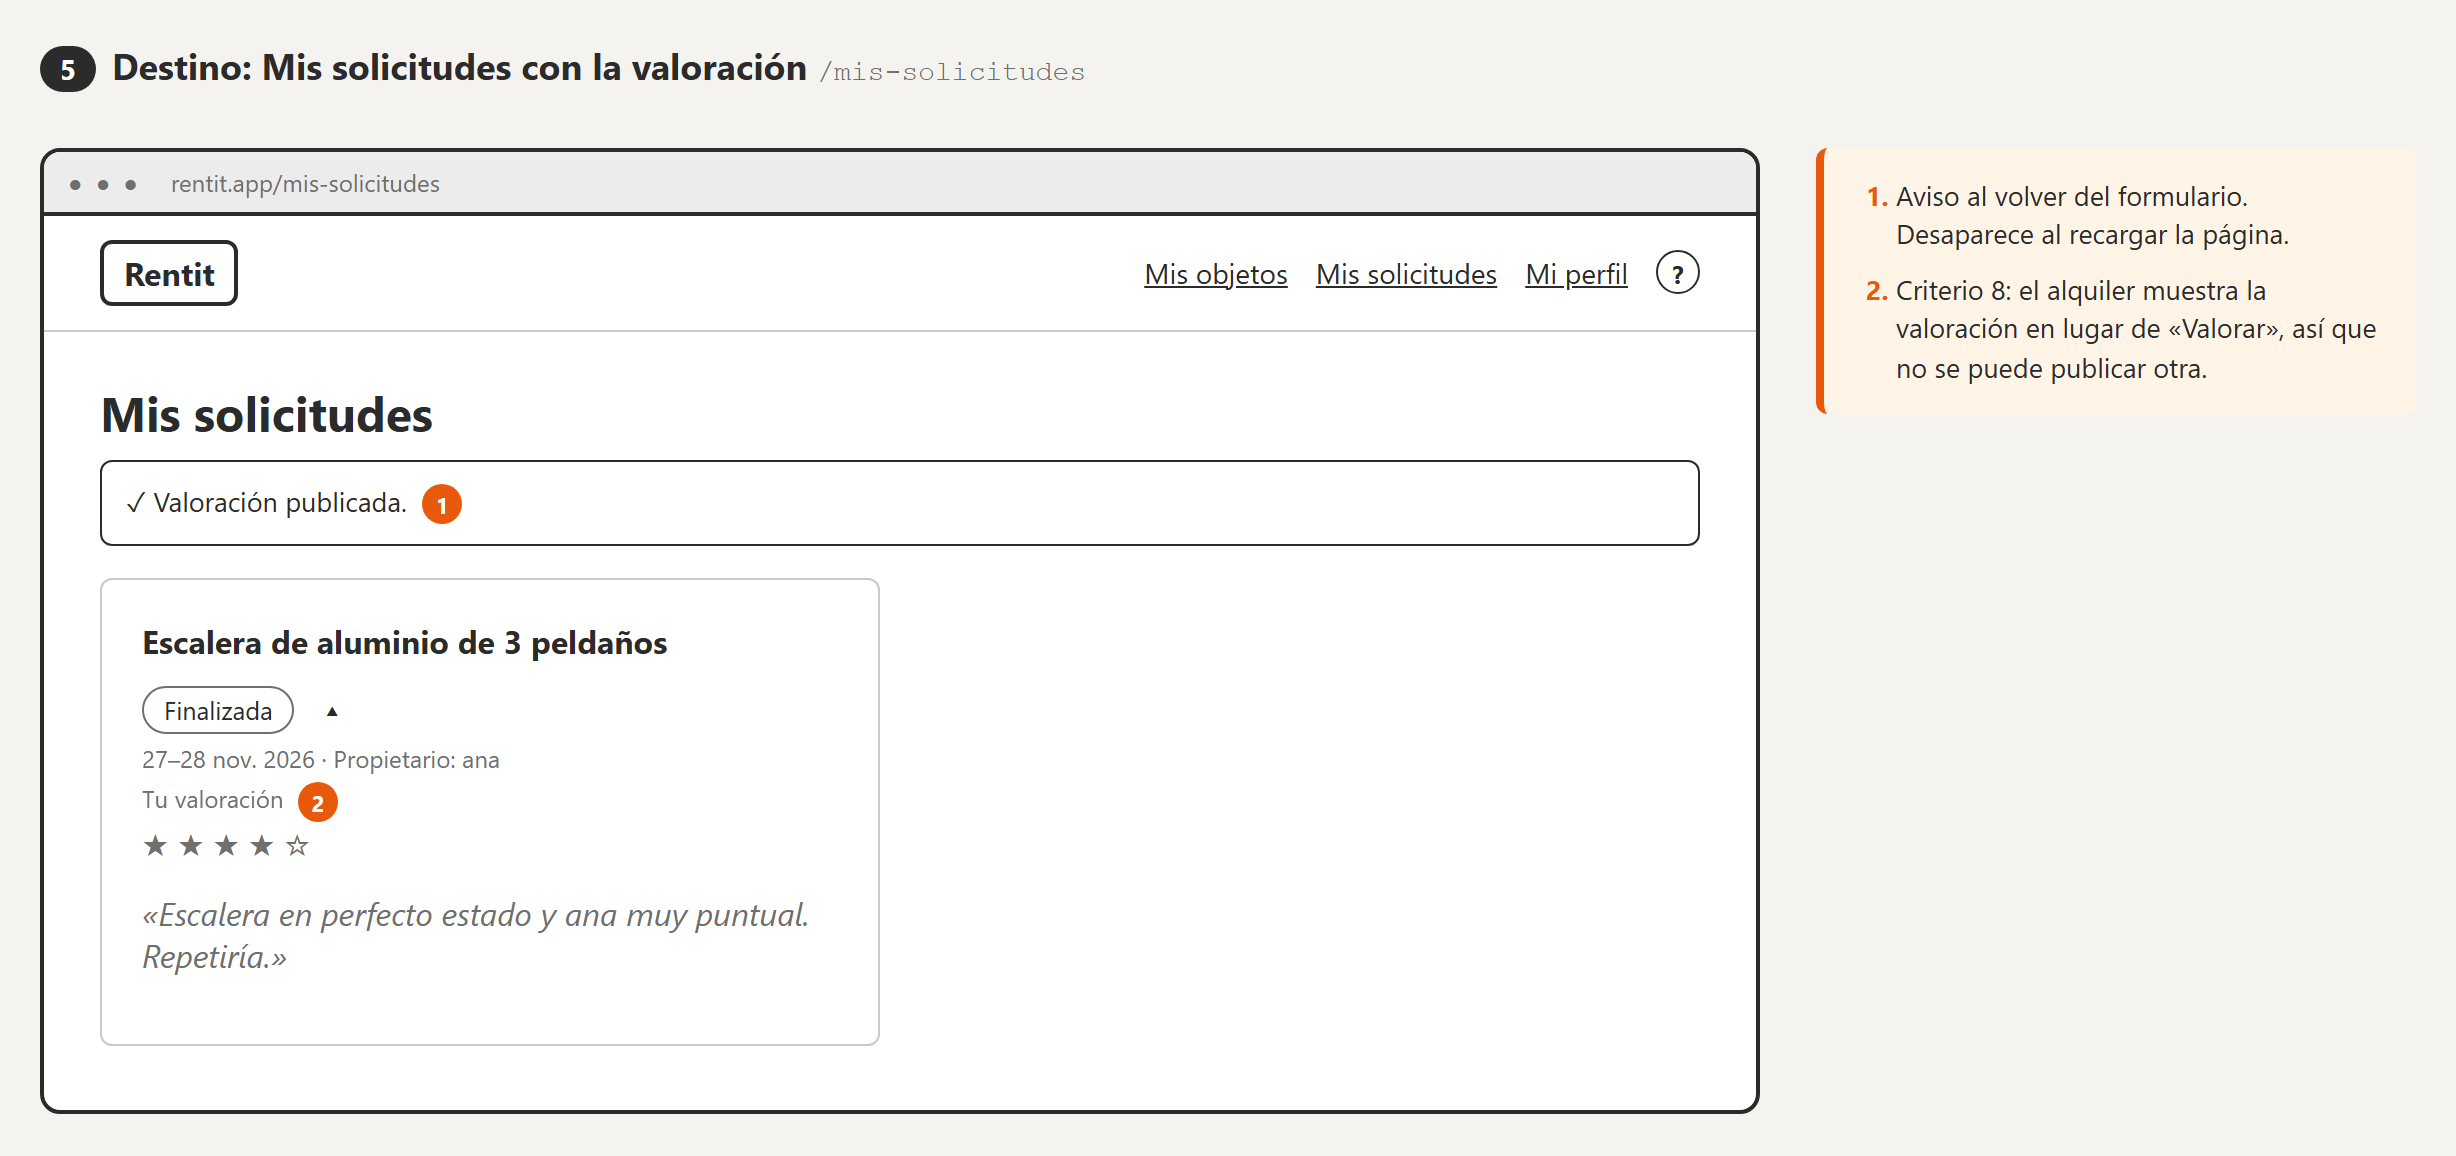 5 Destino: Mis solicitudes con la valoración /mis-solicitudes
rentit.app/mis-solicitudes
Rentit
Mis objetos Mis solicitudes Mi perfil ?
Mis solicitudes
✓ Valoración publicada. 1
Escalera de aluminio de 3 peldaños
Finalizada ▲
27–28 nov. 2026 · Propietario: ana
Tu valoración 2
★ ★ ★ ★ ☆
«Escalera en perfecto estado y ana muy puntual.
Repetiría.»
1. Aviso al volver del formulario.
Desaparece al recargar la página.
2. Criterio 8: el alquiler muestra la
valoración en lugar de «Valorar», así que
no se puede publicar otra.